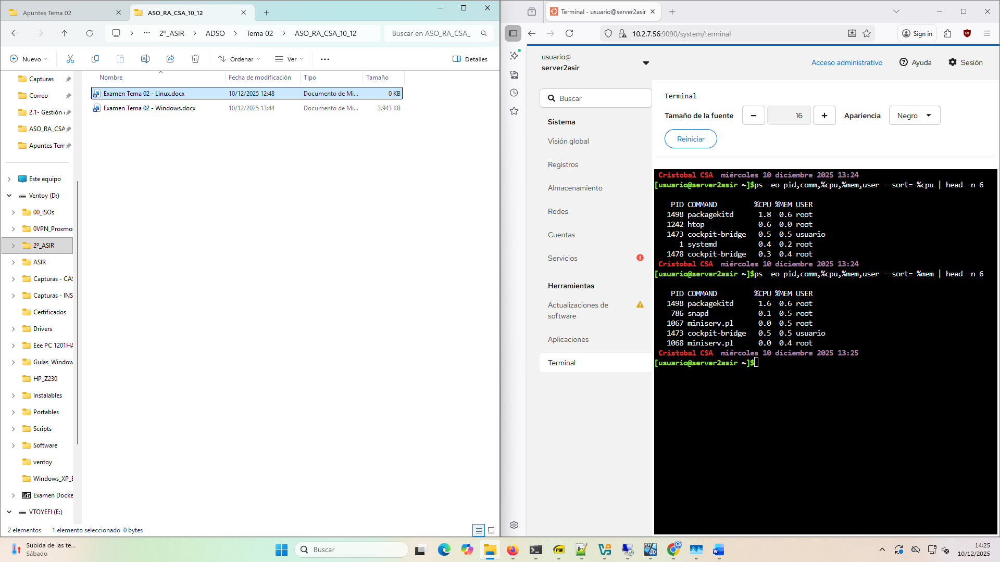 Apuntes Tema 02
ASO_RA_CSA_10_12
2º_ASIR
ADSO
Tema 02
ASO_RA_CSA_10_12
Buscar en ASO_RA_CSA_
Nuevo
Ordenar
Ver
Detalles
Capturas
Correo
2.1- Gestión
ASO_RA_CSA
Apuntes Tem
Este equipo
Ventoy (D:)
00_ISOs
0VPN_Proxmo
2º_ASIR
ASIR
Capturas - CA
Capturas - INS
Certificados
Drivers
Eee PC 1201HA
Guías_Window
HP_Z230
Instalables
Portables
Scripts
Software
ventoy
Windows_XP_E
Examen Docke
VTOYEFI (E:)
Nombre Fecha de modificación Tipo Tamaño
Examen Tema 02 - Linux.docx 10/12/2025 12:48 Documento de Mi... 0 KB
Examen Tema 02 - Windows.docx 10/12/2025 13:44 Documento de Mi... 3.943 KB
2 elementos 1 elemento seleccionado 0 bytes
Terminal - usuario@server2asir
10.2.7.56:9090/system/terminal
Sign in
usuario@
server2asir
Acceso administrativo
Ayuda
Sesión
Buscar
Sistema
Visión global
Registros
Almacenamiento
Redes
Cuentas
Servicios
Herramientas
Actualizaciones de
software
Aplicaciones
Terminal
Terminal
Tamaño de la fuente
16
Apariencia
Negro
Reiniciar
Cristobal CSA miércoles 10 diciembre 2025 13:24
[usuario@server2asir ~]$ps -eo pid,comm,%cpu,%mem,user --sort=-%cpu | head -n 6
PID COMMAND %CPU %MEM USER
1498 packagekitd 1.8 0.6 root
1242 htop 0.6 0.0 root
1473 cockpit-bridge 0.5 0.5 usuario
1 systemd 0.4 0.2 root
1478 cockpit-bridge 0.3 0.4 root
Cristobal CSA miércoles 10 diciembre 2025 13:24
[usuario@server2asir ~]$ps -eo pid,comm,%cpu,%mem,user --sort=-%mem | head -n 6
PID COMMAND %CPU %MEM USER
1498 packagekitd 1.6 0.6 root
786 snapd 0.1 0.5 root
1067 miniserv.pl 0.0 0.5 root
1473 cockpit-bridge 0.5 0.5 usuario
1068 miniserv.pl 0.0 0.4 root
Cristobal CSA miércoles 10 diciembre 2025 13:25
[usuario@server2asir ~]$
Subida de las te...
Sábado
Buscar
14:25
10/12/2025